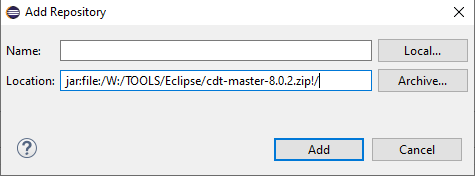 Add Repository
Name:
Local...
Location:
jar:file:/W:/TOOLS/Eclipse/cdt-master-8.0.2.zip!/
Archive...
?
Add
Cancel